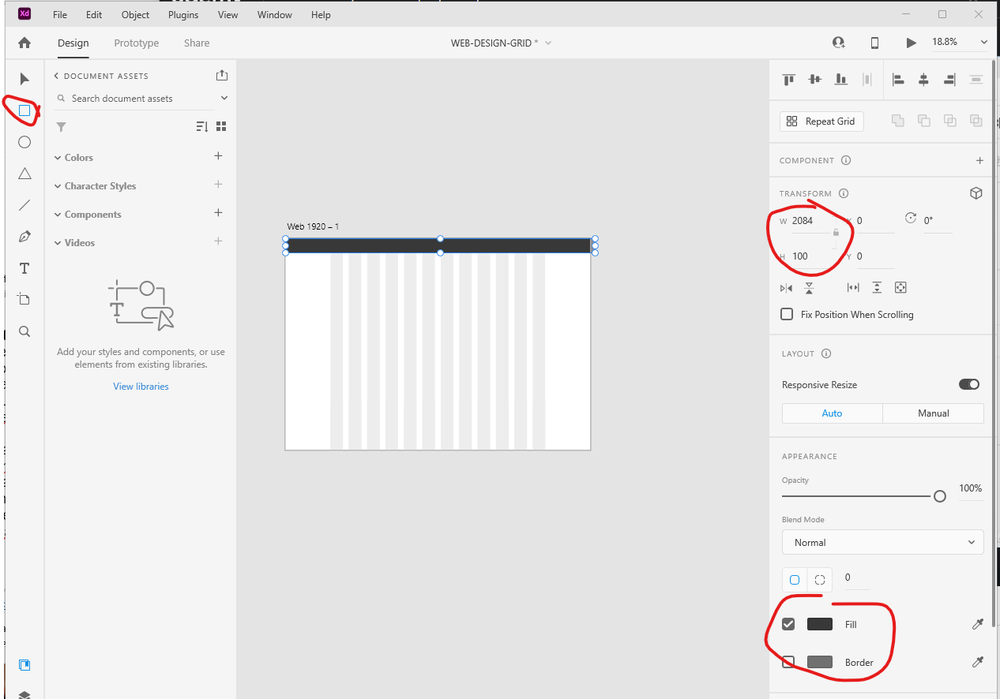 Xd File Edit Object Plugins View Window Help
Design Prototype Share WEB-DESIGN-GRID * 18.8%
DOCUMENT ASSETS
Search document assets
Colors +
Character Styles +
Components +
Videos +
T
Add your styles and components, or use
elements from existing libraries.
View libraries
T
Web 1920 – 1
Repeat Grid
COMPONENT +
TRANSFORM
W 2084 X 0 0°
H 100 Y 0
Fix Position When Scrolling
LAYOUT
Responsive Resize
Auto Manual
APPEARANCE
Opacity
100%
Blend Mode
Normal
0
Fill
Border